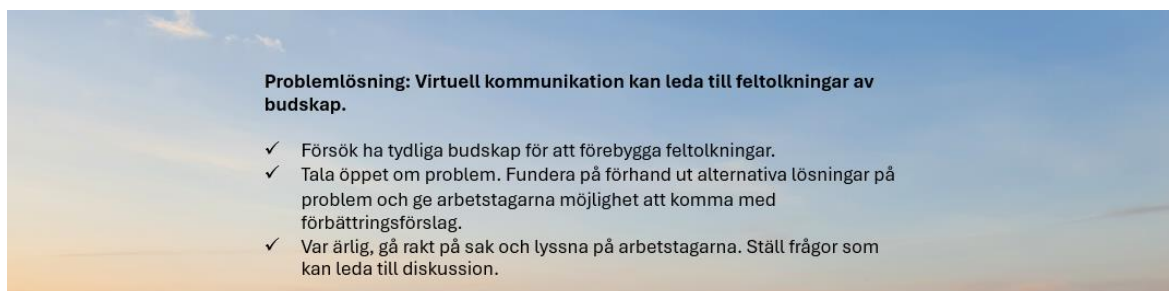 Problemlösning: Virtuell kommunikation kan leda till feltolkningar av
budskap.
✓ Försök ha tydliga budskap för att förebygga feltolkningar.
✓ Tala öppet om problem. Fundera på förhand ut alternativa lösningar på
problem och ge arbetstagarna möjlighet att komma med
förbättringsförslag.
✓ Var ärlig, gå rakt på sak och lyssna på arbetstagarna. Ställ frågor som
kan leda till diskussion.